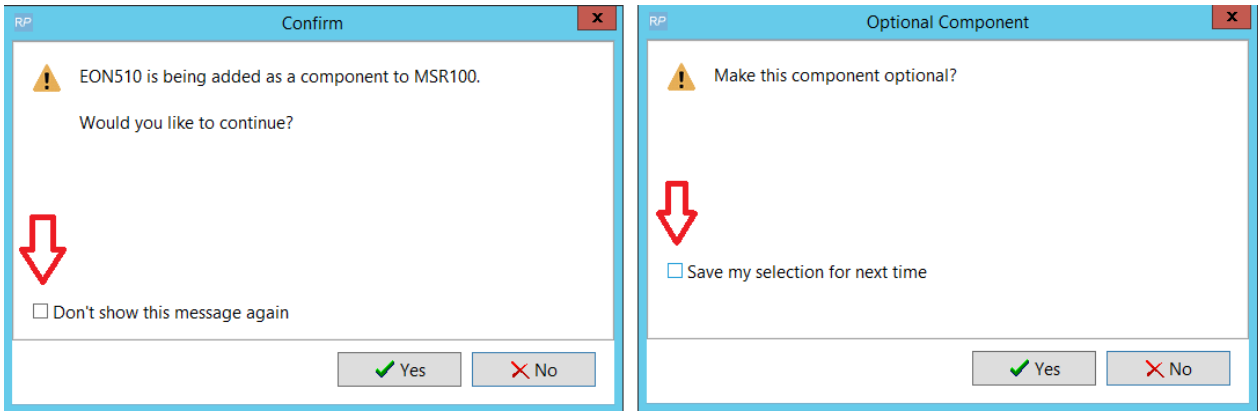 RP
Confirm
x
EON510 is being added as a component to MSR100.
Would you like to continue?
Don't show this message again
Yes
No
RP
Optional Component
x
Make this component optional?
Save my selection for next time
Yes
No